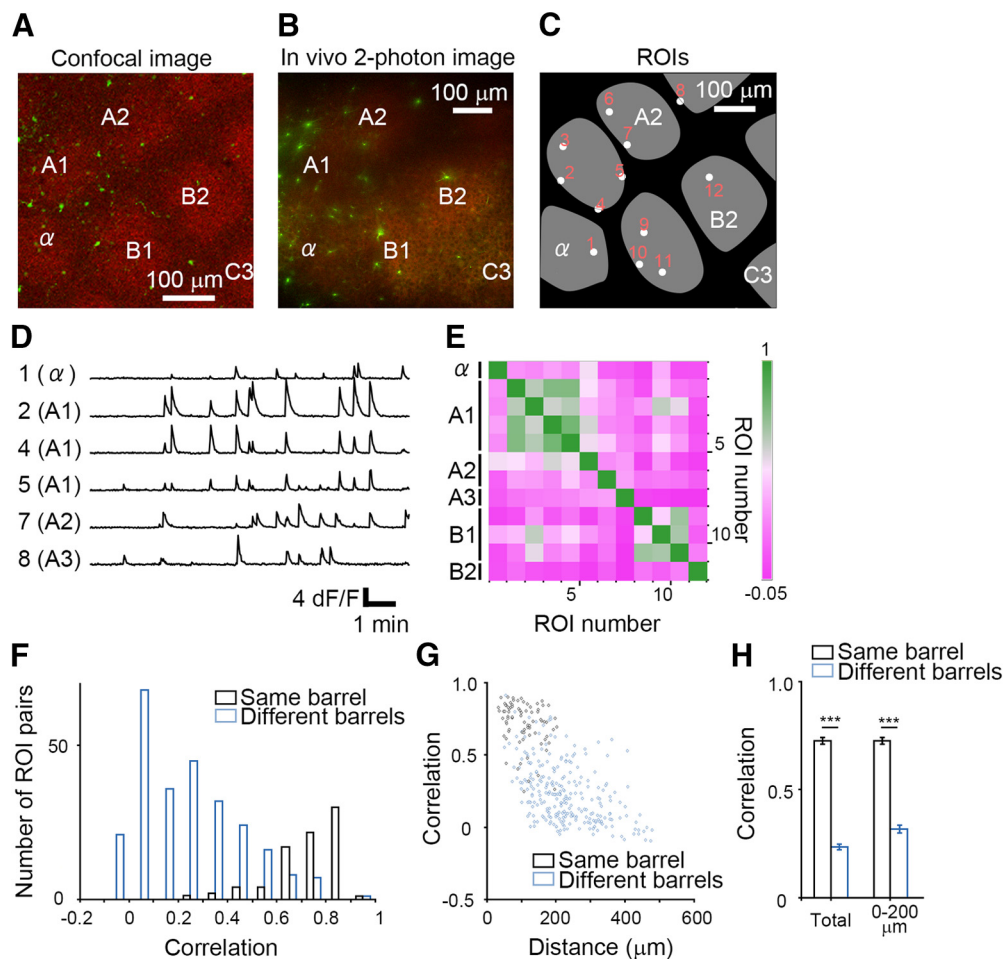 A
Confocal image
A2
A1
B2
α
B1
C3
100 μm
B
In vivo 2-photon image
100 μm
A2
A1
B2
α
B1
C3
C
ROIs
100 μm
8
6
A2
7
3
2
5
4
12
B2
9
α
1
10
11
C3
D
1 (α)
2 (A1)
4 (A1)
5 (A1)
7 (A2)
8 (A3)
4 dF/F
1 min
E
α
A1
A2
A3
B1
B2
5
10
ROI number
5
10
ROI number
1
-0.05
F
Number of ROI pairs
50
0
Same barrel
Different barrels
-0.2
0
0.2
0.4
0.6
0.8
1
Correlation
G
Correlation
1.0
0.5
0
-0.5
Same barrel
Different barrels
0
200
400
600
Distance (μm)
H
Same barrel
Different barrels
Correlation
1.0
0.5
0
***
***
Total
0-200
μm